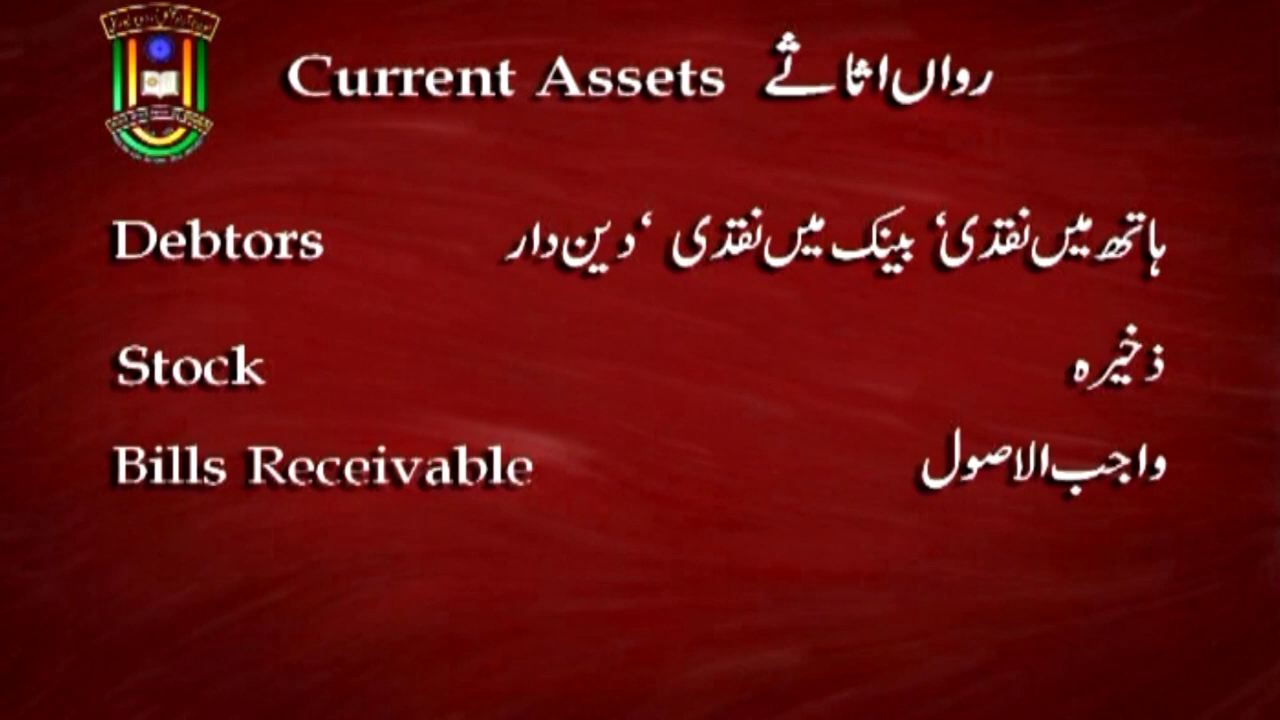 Current Assets رواں اثاثے
Debtors ہاتھ میں نقدی‘ بینک میں نقدی ‘ دین دار
Stock ذخیرہ
Bills Receivable واجب الاصول